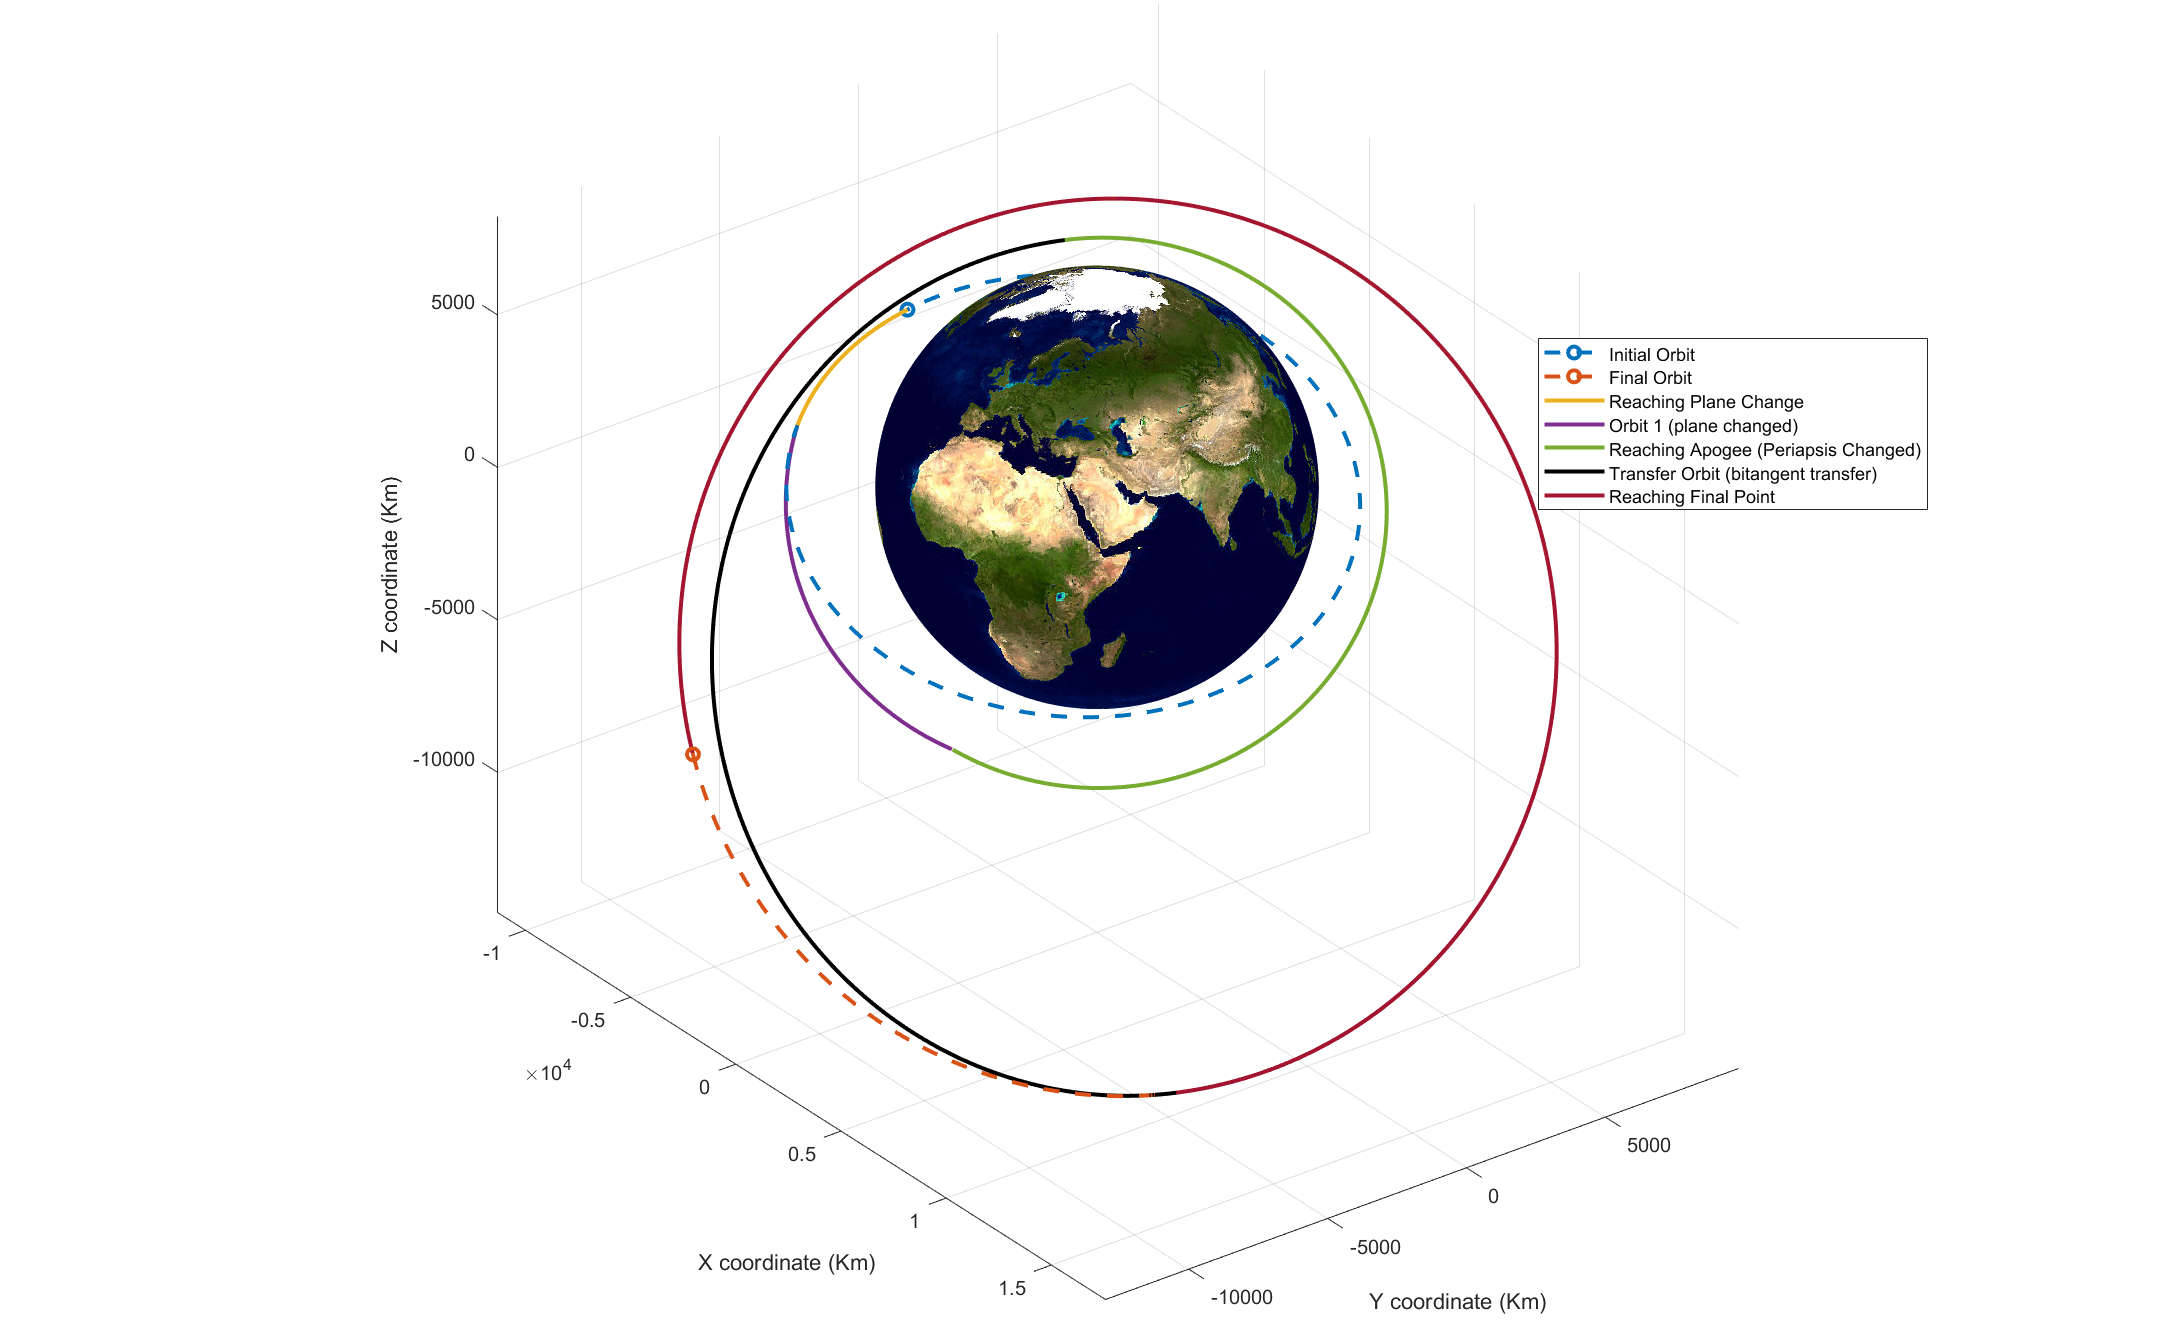 5000
0
-5000
-10000
Z coordinate (Km)
Initial Orbit
Final Orbit
Reaching Plane Change
Orbit 1 (plane changed)
Reaching Apogee (Periapsis Changed)
Transfer Orbit (bitangent transfer)
Reaching Final Point
-1
-0.5
×10^4
0
0.5
1
1.5
X coordinate (Km)
5000
0
-5000
-10000
Y coordinate (Km)